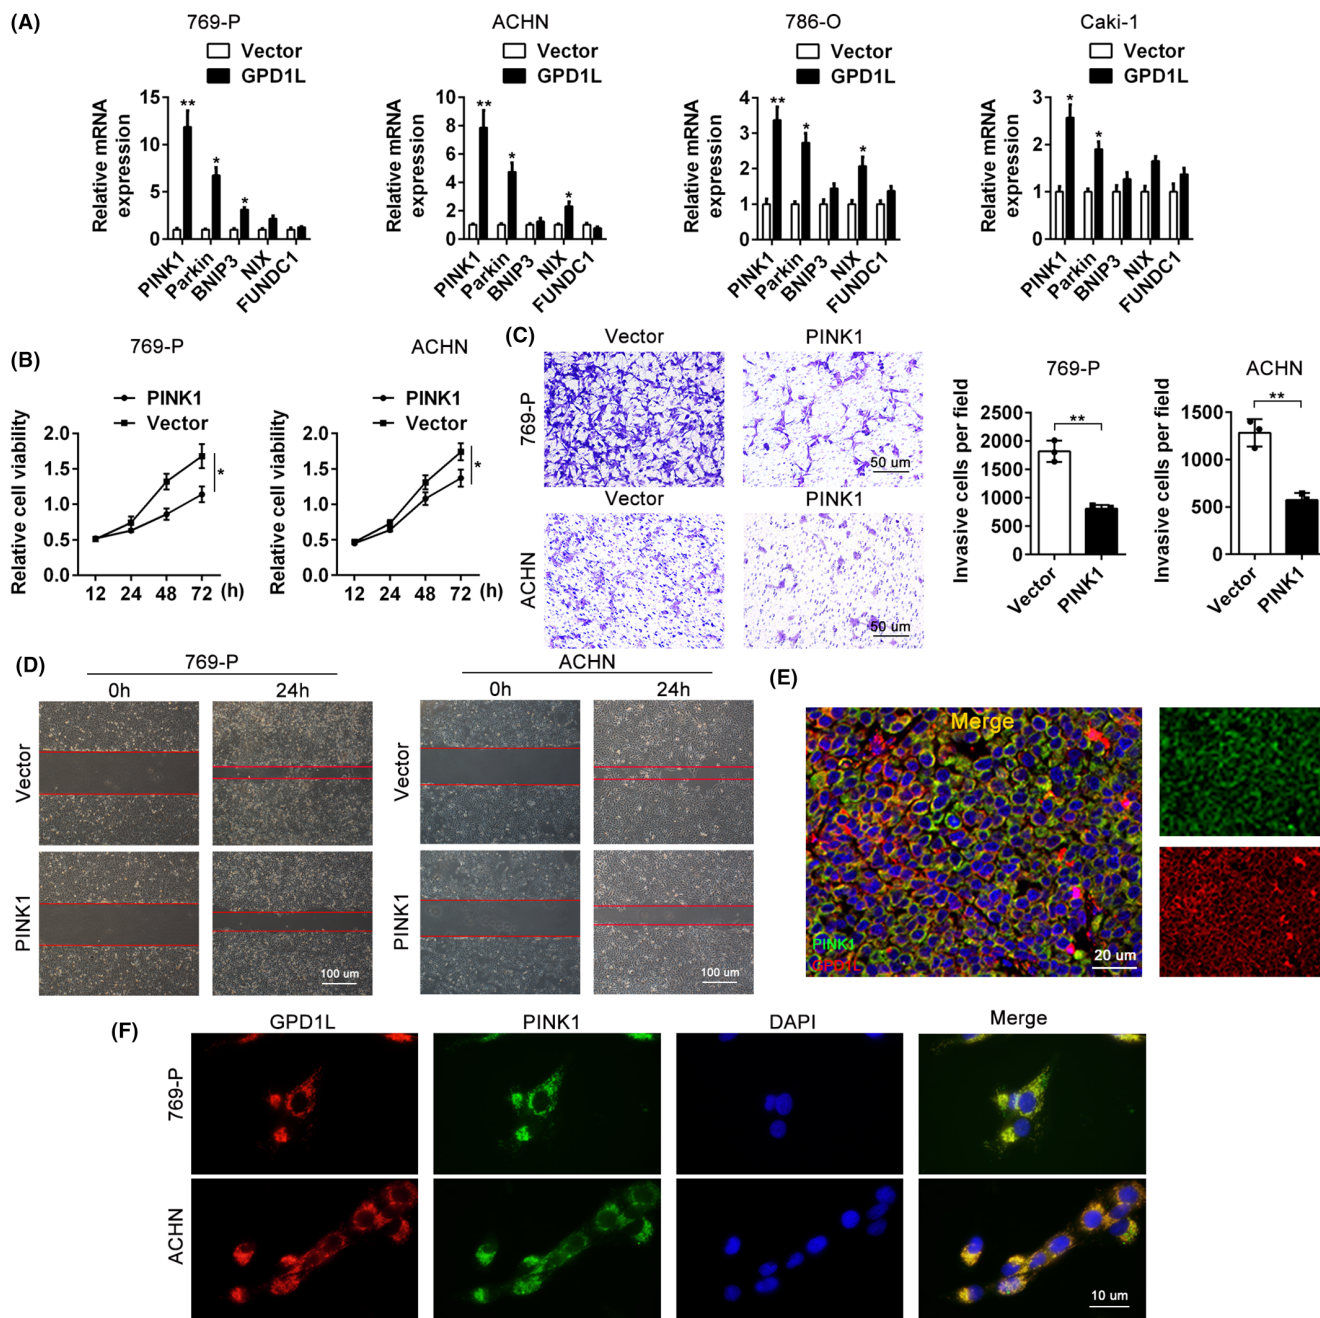 (A)
769-P
Vector
GPD1L
Relative mRNA
expression
15
10
5
0
**
*
*
PINK1
Parkin
BNIP3
NIX
FUNDC1
ACHN
Vector
GPD1L
Relative mRNA
expression
10
8
6
4
2
0
**
*
*
PINK1
Parkin
BNIP3
NIX
FUNDC1
786-O
Vector
GPD1L
Relative mRNA
expression
4
3
2
1
0
**
*
*
PINK1
Parkin
BNIP3
NIX
FUNDC1
Caki-1
Vector
GPD1L
Relative mRNA
expression
3
2
1
0
*
*
PINK1
Parkin
BNIP3
NIX
FUNDC1
(B)
769-P
PINK1
Vector
Relative cell viability
2.0
1.5
1.0
0.5
0.0
*
12 24 48 72 (h)
ACHN
PINK1
Vector
Relative cell viability
2.0
1.5
1.0
0.5
0.0
*
12 24 48 72 (h)
(C)
Vector PINK1
769-P
50 um
Vector PINK1
ACHN
50 um
769-P
Invasive cells per field
2500
2000
1500
1000
500
0
**
Vector
PINK1
ACHN
Invasive cells per field
1500
1000
500
0
**
Vector
PINK1
(D)
769-P
0h 24h
Vector
PINK1
100 um
ACHN
0h 24h
Vector
PINK1
100 um
(E)
Merge
PINK1
GPD1L
20 um
(F)
GPD1L PINK1 DAPI Merge
769-P
ACHN
10 um